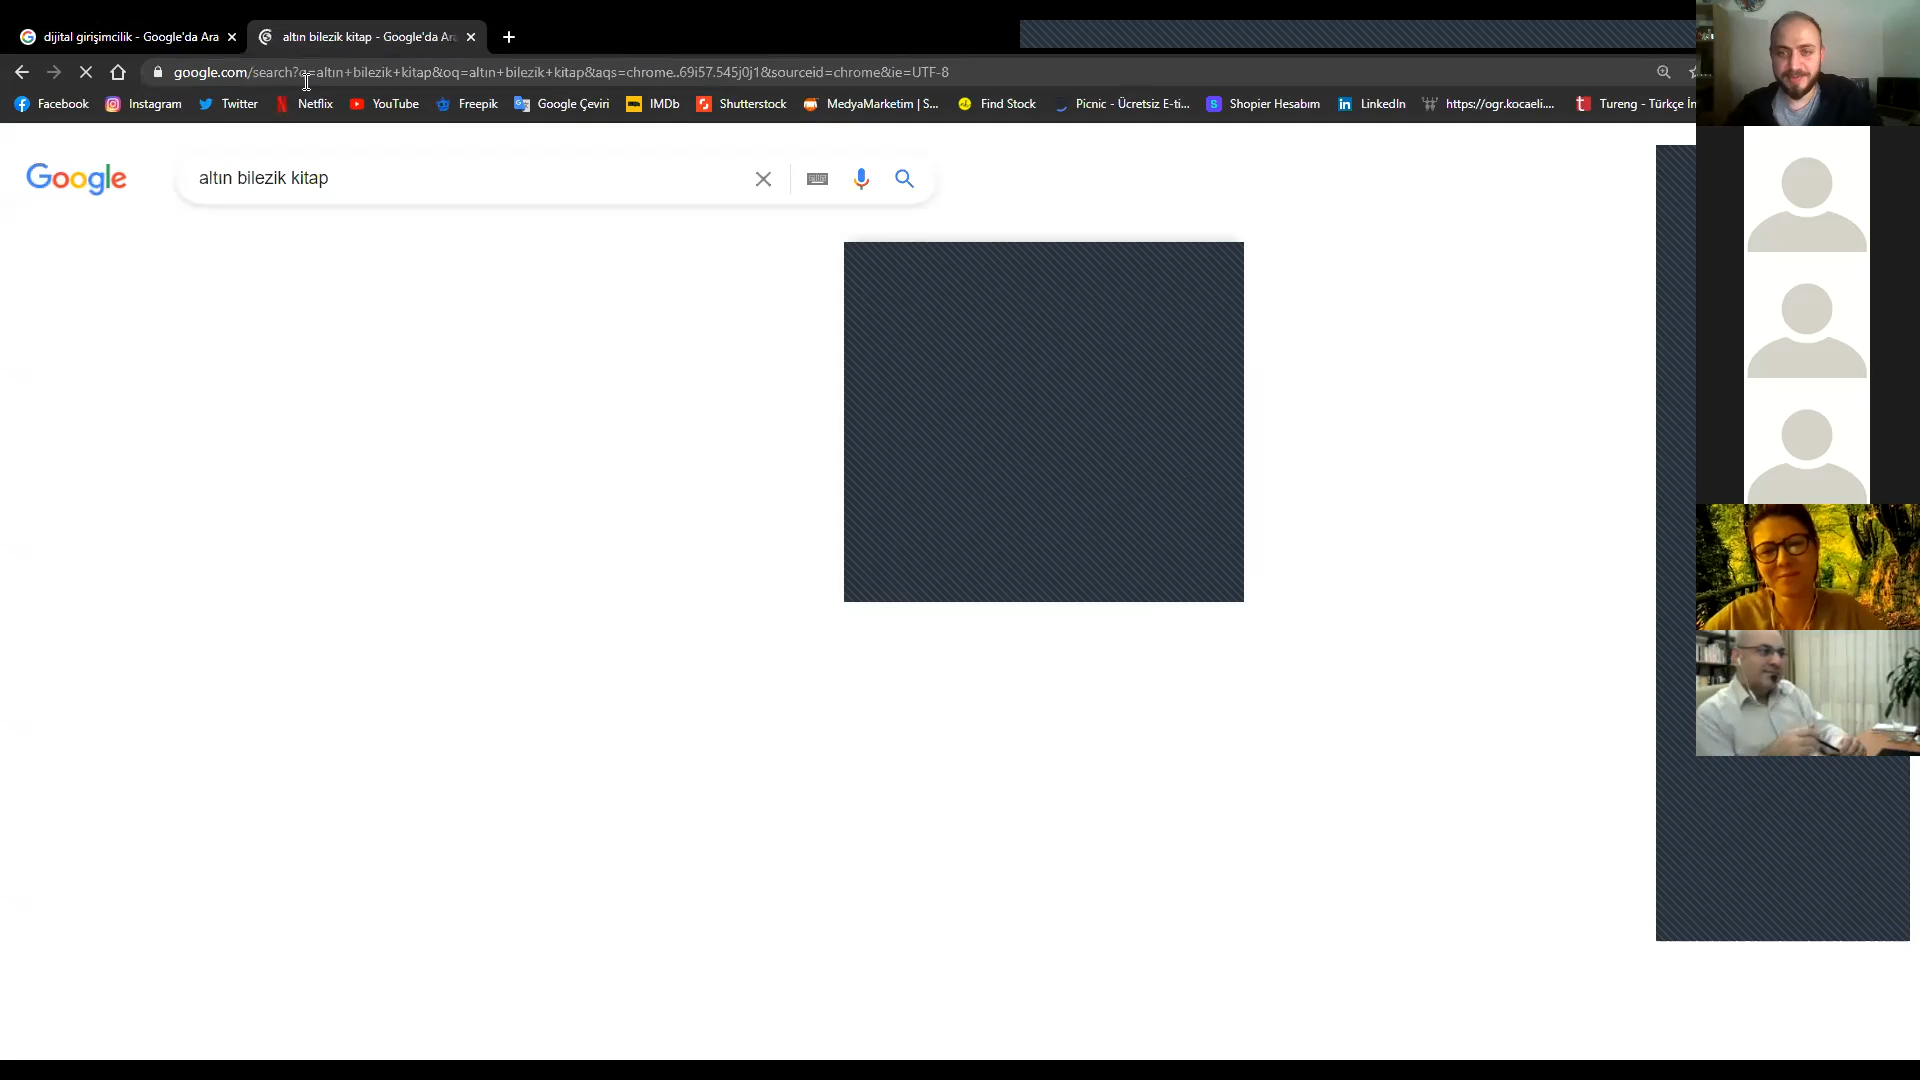 dijital girişimcilik - Google'da Ara
altın bilezik kitap - Google'da Ara
google.com/search?q=altın+bilezik+kitap&oq=altın+bilezik+kitap&aqs=chrome..69i57.545j0j1&sourceid=chrome&ie=UTF-8
Facebook Instagram Twitter Netflix YouTube Freepik Google Çeviri IMDb Shutterstock MedyaMarketim | S... Find Stock Picnic - Ücretsiz E-ti... Shopier Hesabım LinkedIn https://ogr.kocaeli.... Tureng - Türkçe İn
Google
altın bilezik kitap